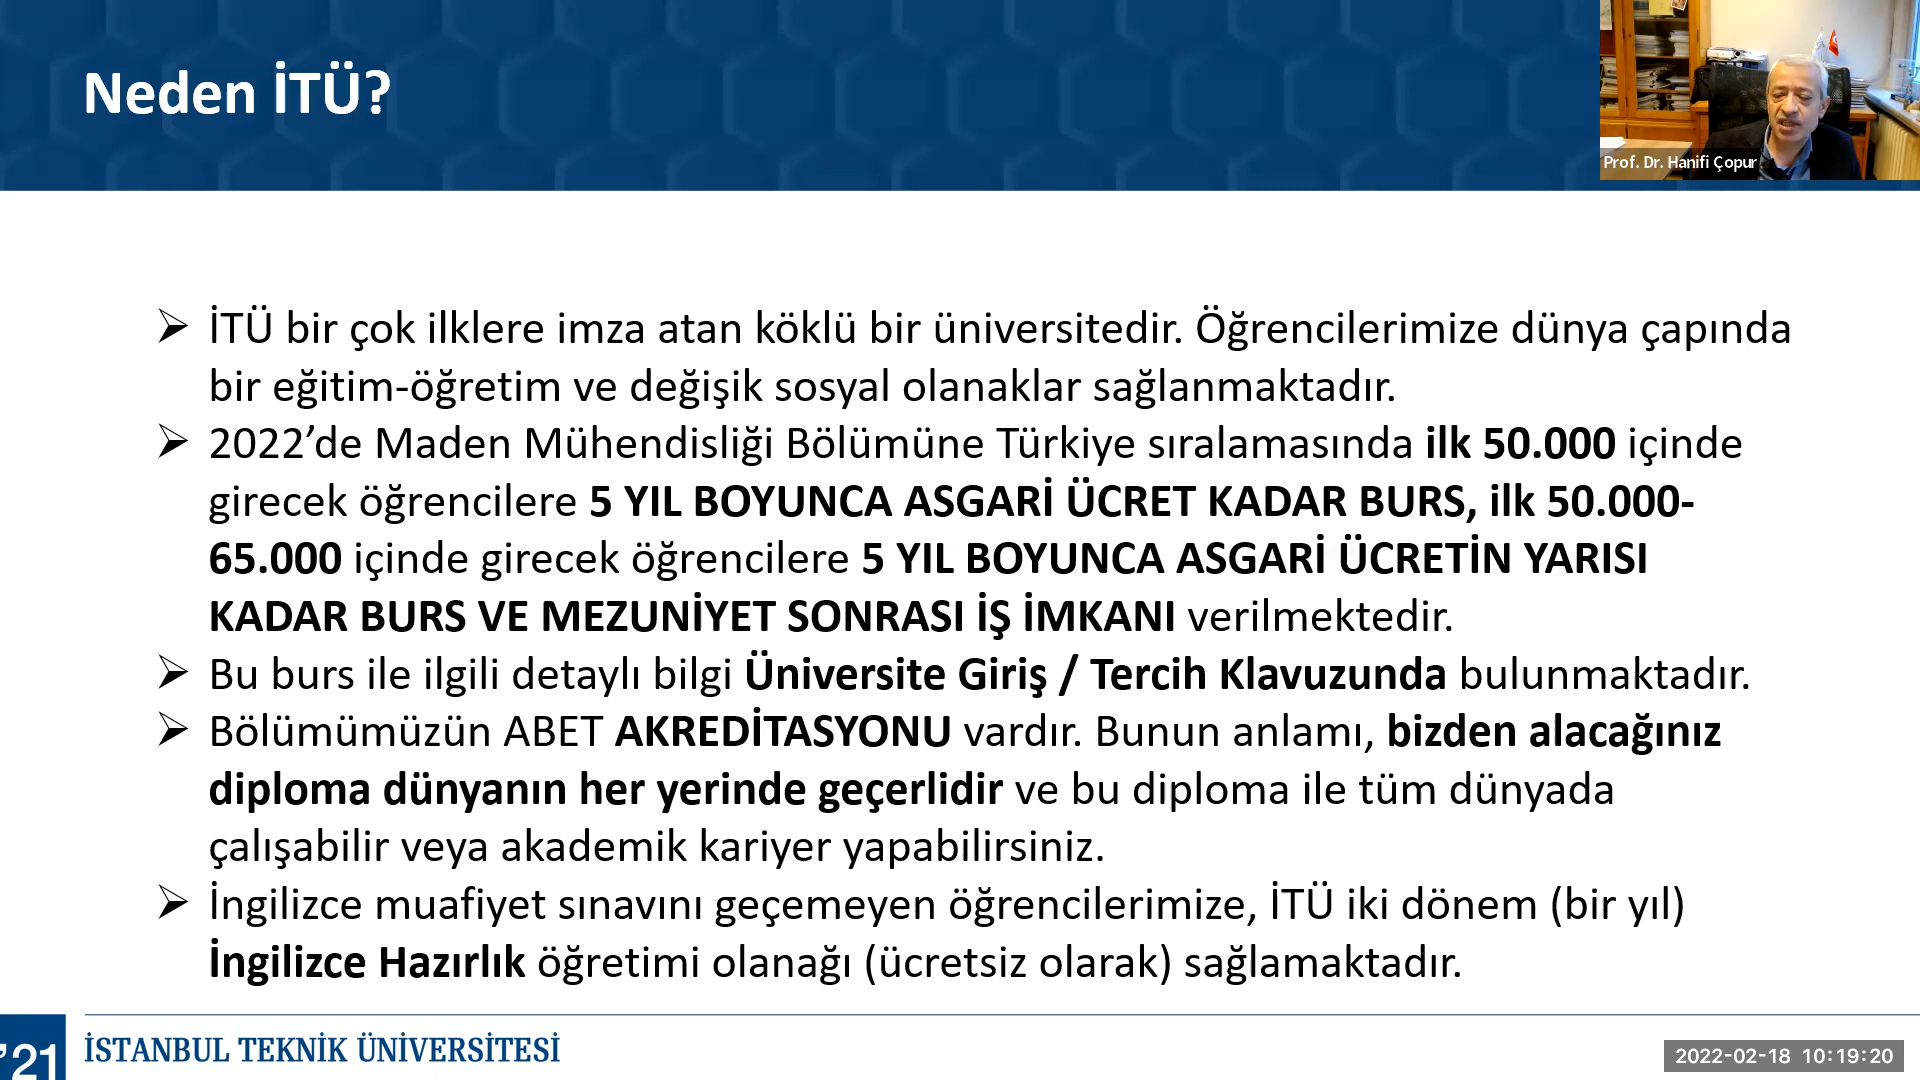 Neden İTÜ?
Prof. Dr. Hanifi Çopur
➢ İTÜ bir çok ilklere imza atan köklü bir üniversitedir. Öğrencilerimize dünya çapında
bir eğitim-öğretim ve değişik sosyal olanaklar sağlanmaktadır.
➢ 2022’de Maden Mühendisliği Bölümüne Türkiye sıralamasında ilk 50.000 içinde
girecek öğrencilere 5 YIL BOYUNCA ASGARİ ÜCRET KADAR BURS, ilk 50.000-
65.000 içinde girecek öğrencilere 5 YIL BOYUNCA ASGARİ ÜCRETİN YARISI
KADAR BURS VE MEZUNİYET SONRASI İŞ İMKANI verilmektedir.
➢ Bu burs ile ilgili detaylı bilgi Üniversite Giriş / Tercih Klavuzunda bulunmaktadır.
➢ Bölümümüzün ABET AKREDİTASYONU vardır. Bunun anlamı, bizden alacağınız
diploma dünyanın her yerinde geçerlidir ve bu diploma ile tüm dünyada
çalışabilir veya akademik kariyer yapabilirsiniz.
➢ İngilizce muafiyet sınavını geçemeyen öğrencilerimize, İTÜ iki dönem (bir yıl)
İngilizce Hazırlık öğretimi olanağı (ücretsiz olarak) sağlamaktadır.
’21
İSTANBUL TEKNİK ÜNİVERSİTESİ
2022-02-18 10:19:20